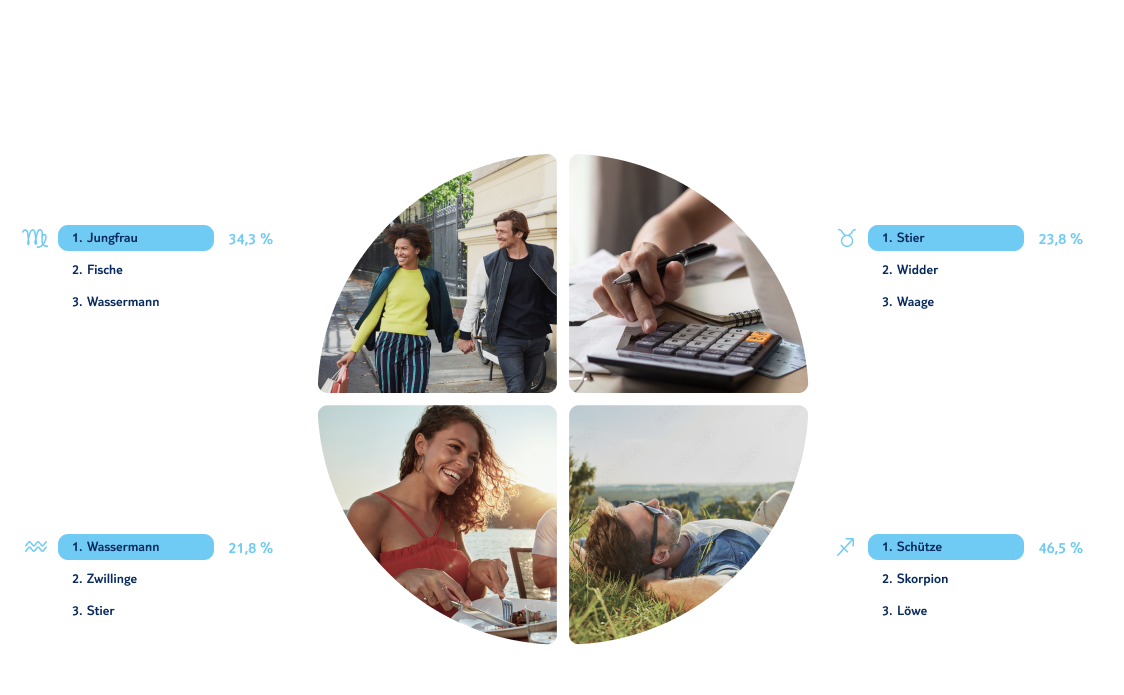 1. Jungfrau 34,3 %
2. Fische
3. Wassermann
1. Stier 23,8 %
2. Widder
3. Waage
1. Wassermann 21,8 %
2. Zwillinge
3. Stier
1. Schütze 46,5 %
2. Skorpion
3. Löwe